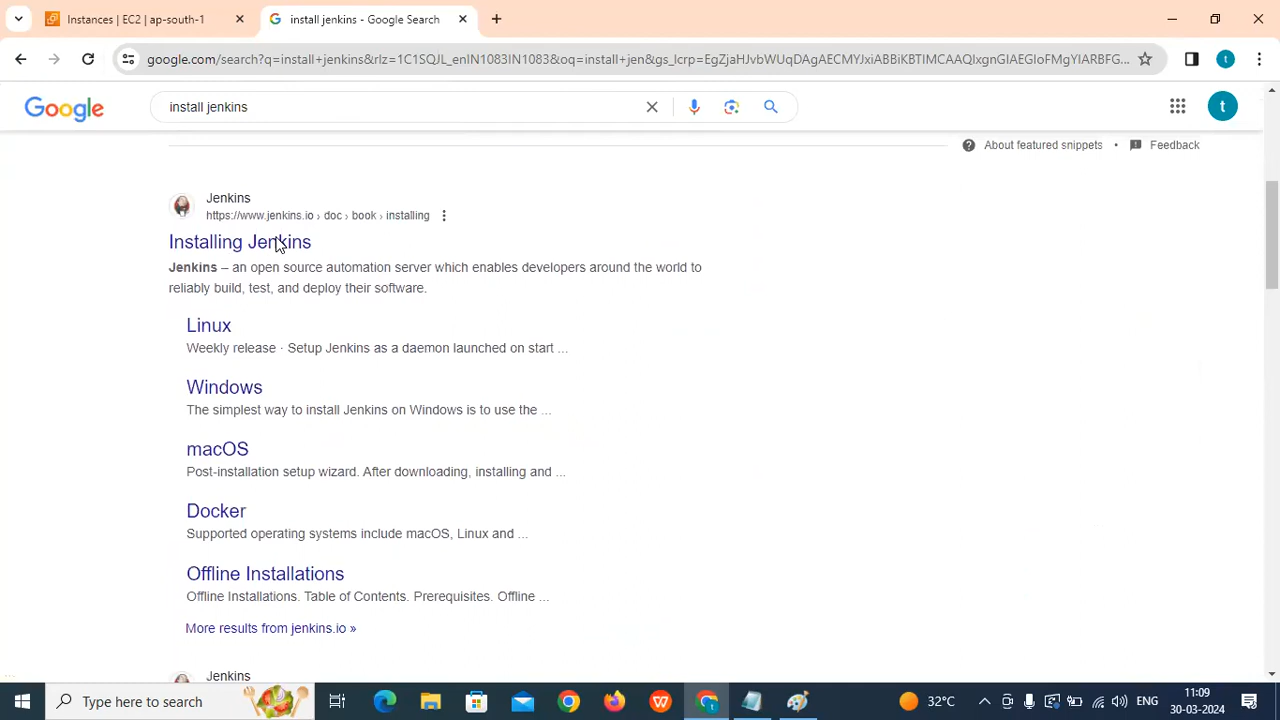 Instances | EC2 | ap-south-1
install jenkins - Google Search
google.com/search?q=install+jenkins&rlz=1C1SQJL_enIN1083IN1083&oq=install+jen&gs_lcrp=EgZjaHJvbWUqDAgAECMYJxiABBiKBTIMCAAQIxgnGIAEGIoFMgYIARBFG...
t
Google
install jenkins
t
About featured snippets
•
Feedback
Jenkins
https://www.jenkins.io › doc › book › installing
Installing Jenkins
Jenkins – an open source automation server which enables developers around the world to
reliably build, test, and deploy their software.
Linux
Weekly release · Setup Jenkins as a daemon launched on start ...
Windows
The simplest way to install Jenkins on Windows is to use the ...
macOS
Post-installation setup wizard. After downloading, installing and ...
Docker
Supported operating systems include macOS, Linux and ...
Offline Installations
Offline Installations. Table of Contents. Prerequisites. Offline ...
More results from jenkins.io »
Jenkins
Type here to search
32°C
ENG
11:09
30-03-2024